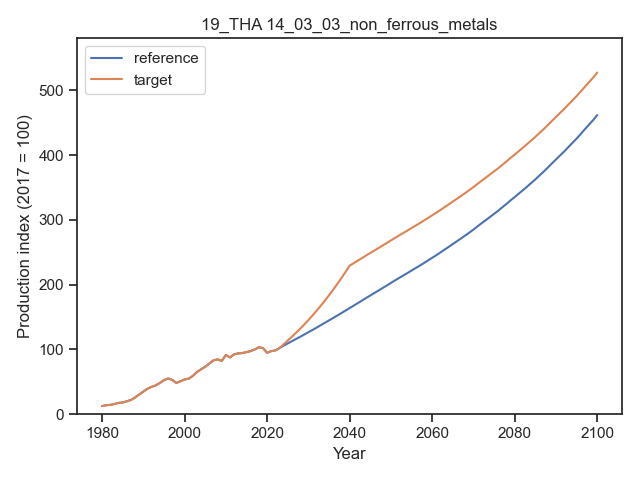 19_THA 14_03_03_non_ferrous_metals
reference
target
Production index (2017 = 100)
500
400
300
200
100
0
1980 2000 2020 2040 2060 2080 2100
Year